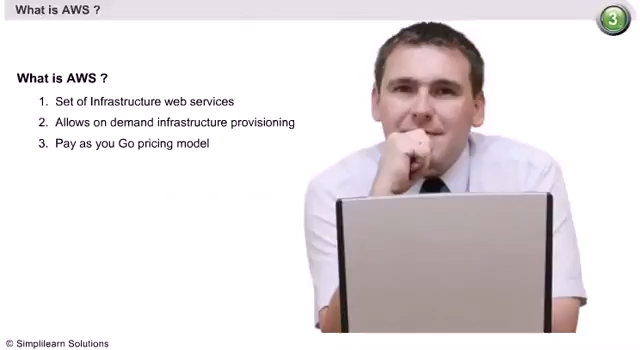 What is AWS ?
3
What is AWS ?
1. Set of Infrastructure web services
2. Allows on demand infrastructure provisioning
3. Pay as you Go pricing model
© Simplilearn Solutions